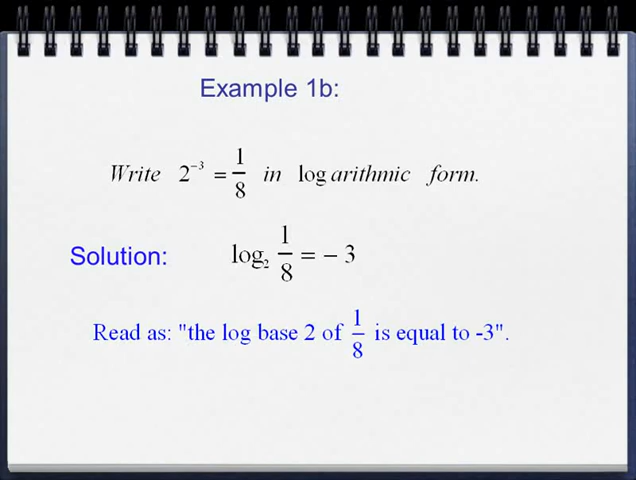 Example 1b:
Write 2⁻³ = 1/8 in logarithmic form.
Solution: log₂ 1/8 = − 3
Read as: "the log base 2 of 1/8 is equal to -3".